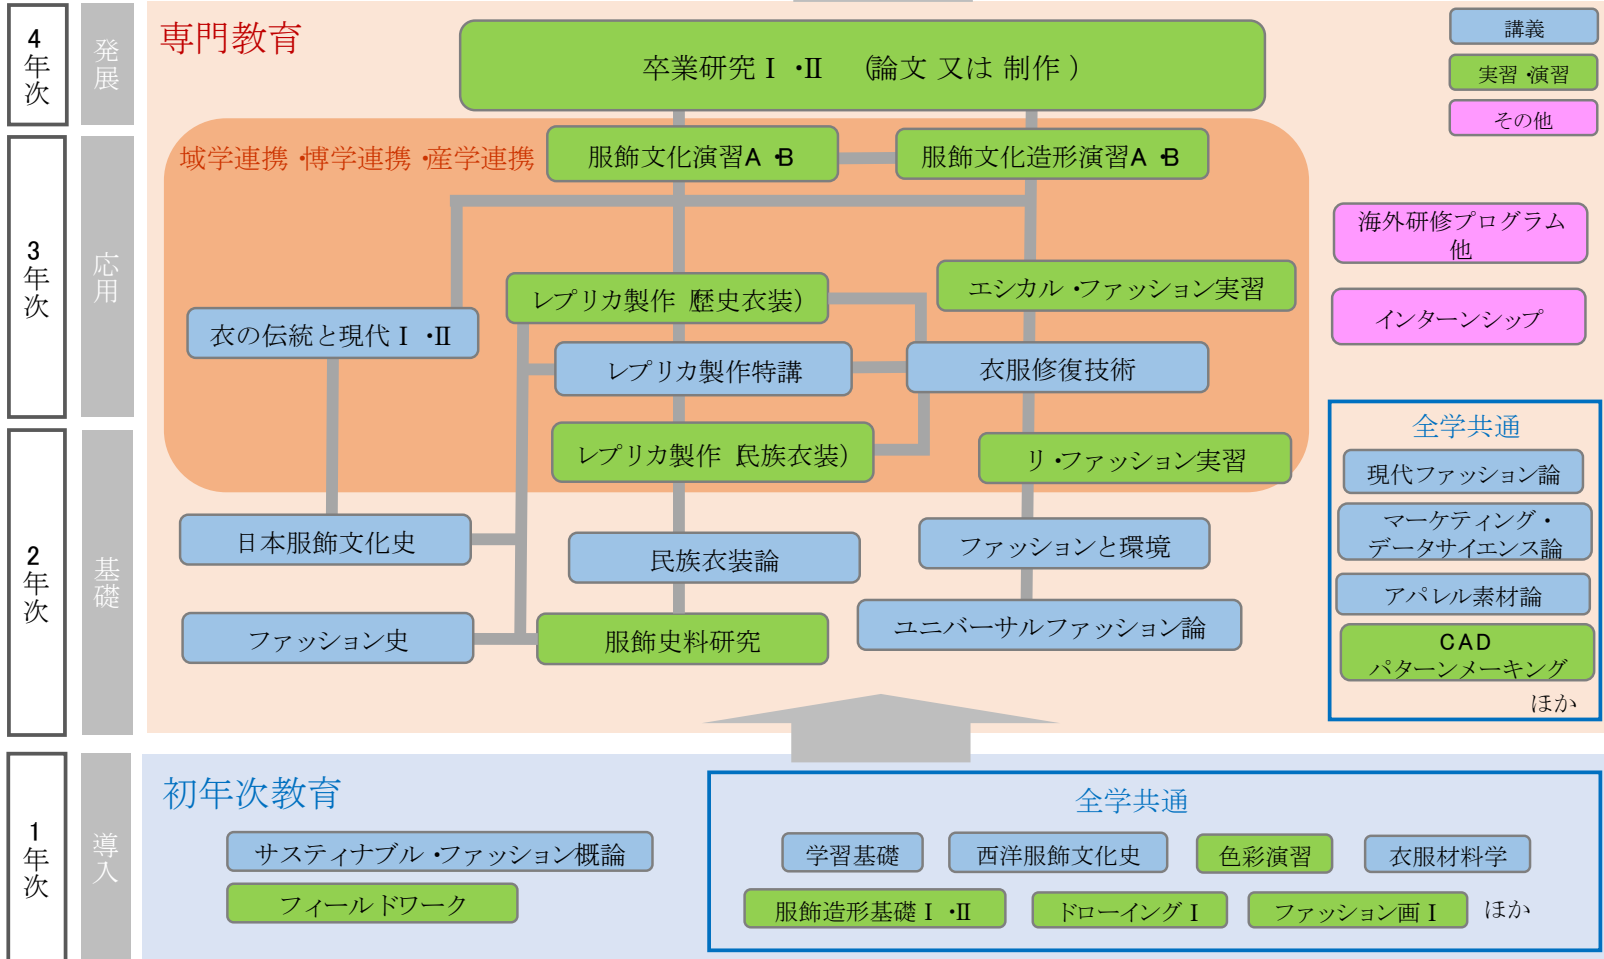 4年次
発展
専門教育
卒業研究Ⅰ・Ⅱ (論文 又は 制作)
講義
実習・演習
その他
3年次
応用
域学連携・博学連携・産学連携
服飾文化演習A・B
服飾文化造形演習A・B
海外研修プログラム
他
インターンシップ
レプリカ製作(歴史衣装)
エシカル・ファッション実習
衣の伝統と現代Ⅰ・Ⅱ
レプリカ製作特講
衣服修復技術
レプリカ製作(民族衣装)
リ・ファッション実習
2年次
基礎
日本服飾文化史
民族衣装論
ファッションと環境
ファッション史
服飾史料研究
ユニバーサルファッション論
全学共通
現代ファッション論
マーケティング・
データサイエンス論
アパレル素材論
CAD
パターンメーキング
ほか
1年次
導入
初年次教育
サスティナブル・ファッション概論
フィールドワーク
全学共通
学習基礎
西洋服飾文化史
色彩演習
衣服材料学
服飾造形基礎Ⅰ・Ⅱ
ドローイングⅠ
ファッション画Ⅰ
ほか